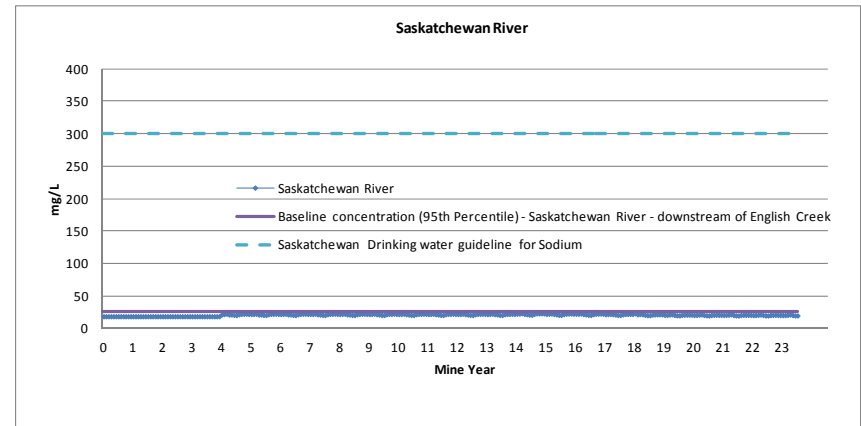 Saskatchewan River
400
350
300
250
200
150
100
50
0
mg/L
Saskatchewan River
Baseline concentration (95th Percentile) - Saskatchewan River - downstream of English Creek
Saskatchewan Drinking water guideline for Sodium
0 1 2 3 4 5 6 7 8 9 10 11 12 13 14 15 16 17 18 19 20 21 22 23
Mine Year